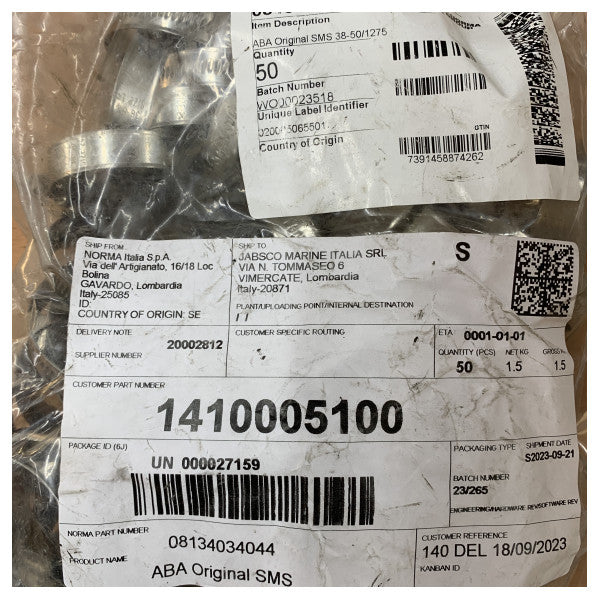 Item Description
ABA Original SMS 38-50/1275
Quantity
50
Batch Number
WO00023518
Unique Label Identifier
Country of Origin
GTIN
7391458874262
SHIP FROM
NORMA Italia S.p.A
Via dell' Artigianato, 16/18 Loc
Bolina
GAVARDO, Lombardia
Italy-25085
ID:
COUNTRY OF ORIGIN: SE
SHIP TO
JABSCO MARINE ITALIA SRL,
VIA N. TOMMASEO 6
VIMERCATE, Lombardia
Italy-20871
S
PLANT/UPLOADING POINT/INTERNAL DESTINATION
/ /
DELIVERY NOTE
20002812
SUPPLIER NUMBER
CUSTOMER SPECIFIC ROUTING
ETA 0001-01-01
QUANTITY (PCS) NET KG GROSS
50 1.5 1.5
CUSTOMER PART NUMBER
1410005100
PACKAGE ID (6J)
UN 000027159
PACKAGING TYPE SHIPMENT DATE
S2023-09-21
BATCH NUMBER
23/265
ENGINEERING/HARDWARE REV/SOFTWARE REV
NORMA PART NUMBER
08134034044
PRODUCT NAME
ABA Original SMS
CUSTOMER REFERENCE
140 DEL 18/09/2023
KANBAN ID